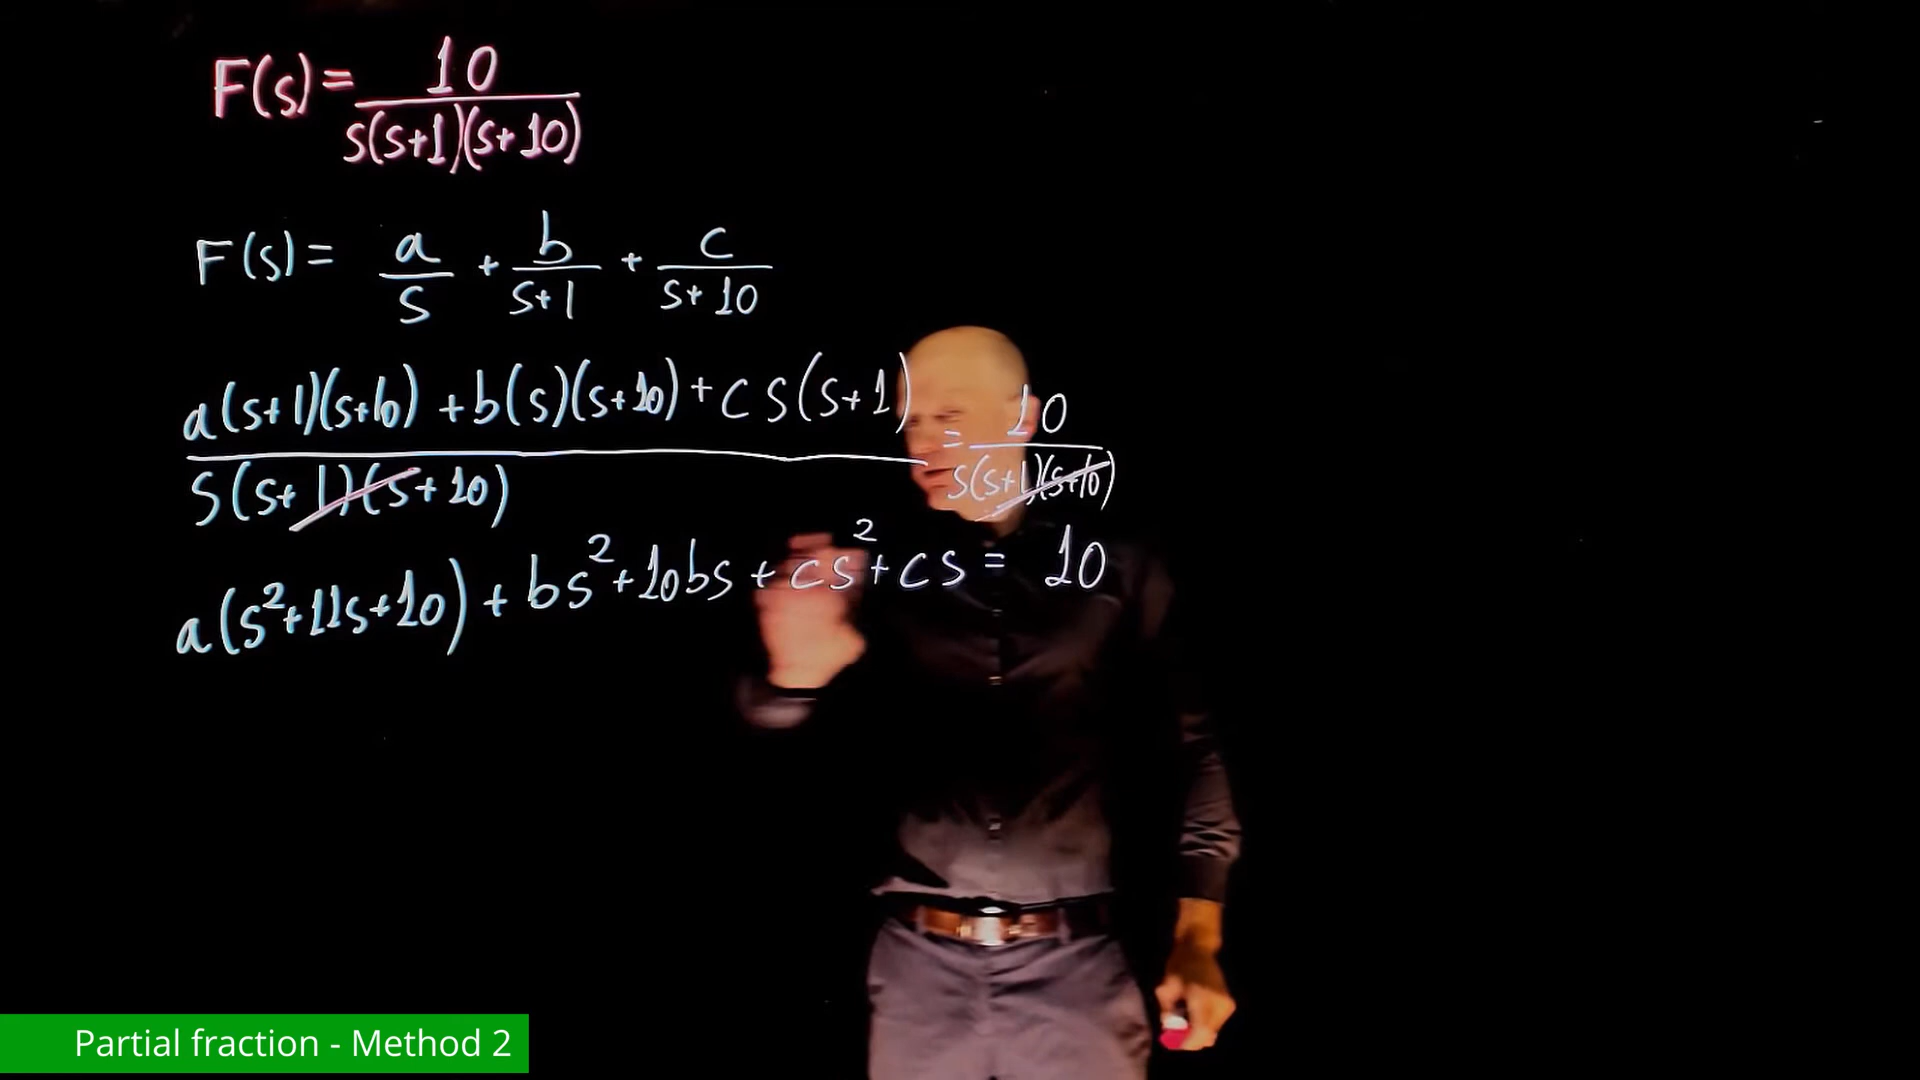 F(s)= 10/s(s+1)(s+10)
F(s)= a/s + b/s+1 + c/s+10
a(s+1)(s+10) + b(s)(s+10) + cs(s+1)/s(s+1)(s+10) = 10/s(s+1)(s+10)
a(s²+11s+10) + bs²+10bs + cs²+cs = 10
Partial fraction - Method 2